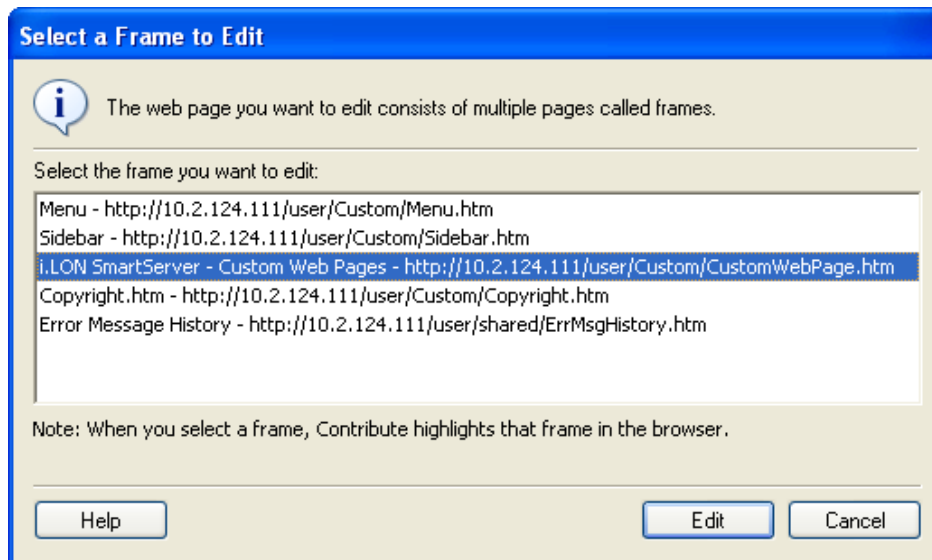 Select a Frame to Edit
The web page you want to edit consists of multiple pages called frames.
Select the frame you want to edit:
Menu - http://10.2.124.111/user/Custom/Menu.htm
Sidebar - http://10.2.124.111/user/Custom/Sidebar.htm
i.LON SmartServer - Custom Web Pages - http://10.2.124.111/user/Custom/CustomWebPage.htm
Copyright.htm - http://10.2.124.111/user/Custom/Copyright.htm
Error Message History - http://10.2.124.111/user/shared/ErrMsgHistory.htm
Note: When you select a frame, Contribute highlights that frame in the browser.
Help Edit Cancel